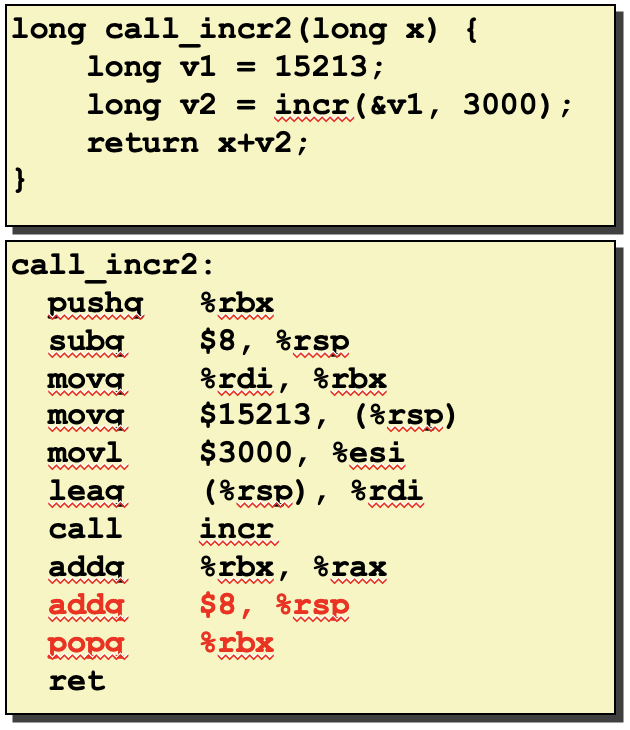 long call_incr2(long x) {
    long v1 = 15213;
    long v2 = incr(&v1, 3000);
    return x+v2;
}
call_incr2:
  pushq   %rbx
  subq    $8, %rsp
  movq    %rdi, %rbx
  movq    $15213, (%rsp)
  movl    $3000, %esi
  leaq    (%rsp), %rdi
  call    incr
  addq    %rbx, %rax
  addq    $8, %rsp
  popq    %rbx
  ret